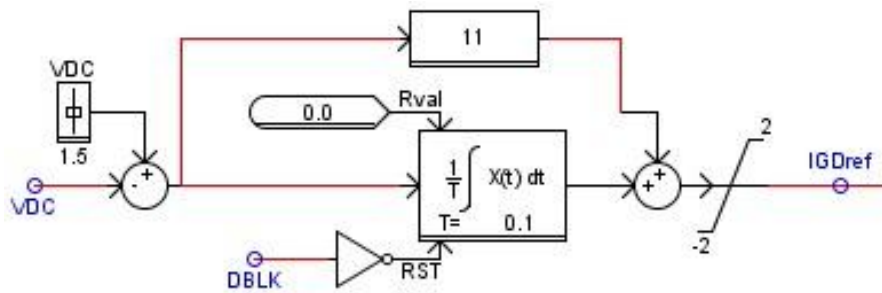 11
VDC
0.0
Rval
1.5
- +
1/T ∫ X(t) dt
+ +
2
IGDref
VDC
T= 0.1
-2
DBLK
RST